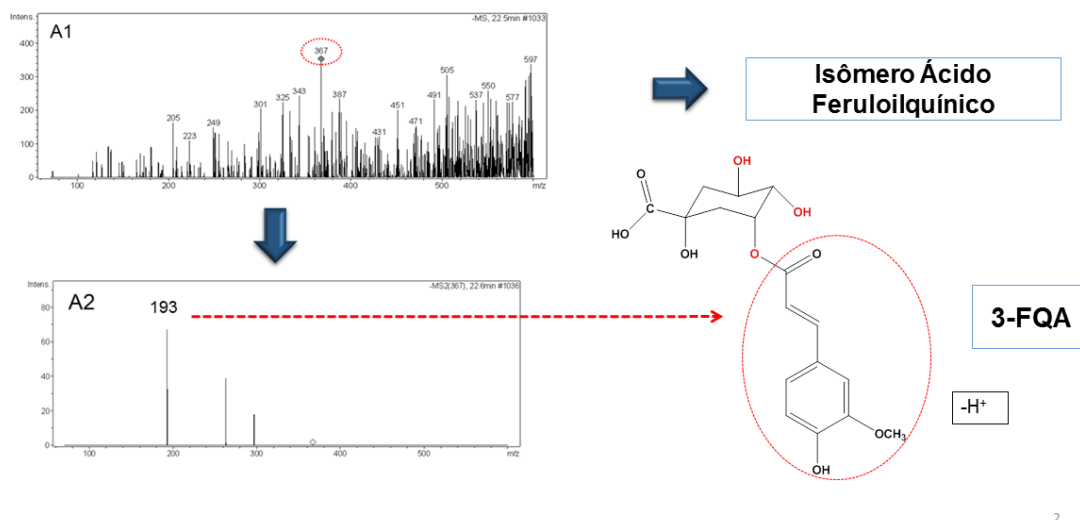 Intens.
A1
-MS, 22.5min #1033
400
300
200
100
0
205
223
249
301
325
343
367
387
431
451
471
491
505
537
550
577
597
100
200
300
400
500
m/z
Isômero Ácido
Feruloilquínico
O
C
HO
OH
OH
OH
O
O
OCH3
OH
3-FQA
-H+
Intens.
A2
-MS2(367), 22.6min #1036
193
80
60
40
20
0
100
200
300
400
500
m/z
2